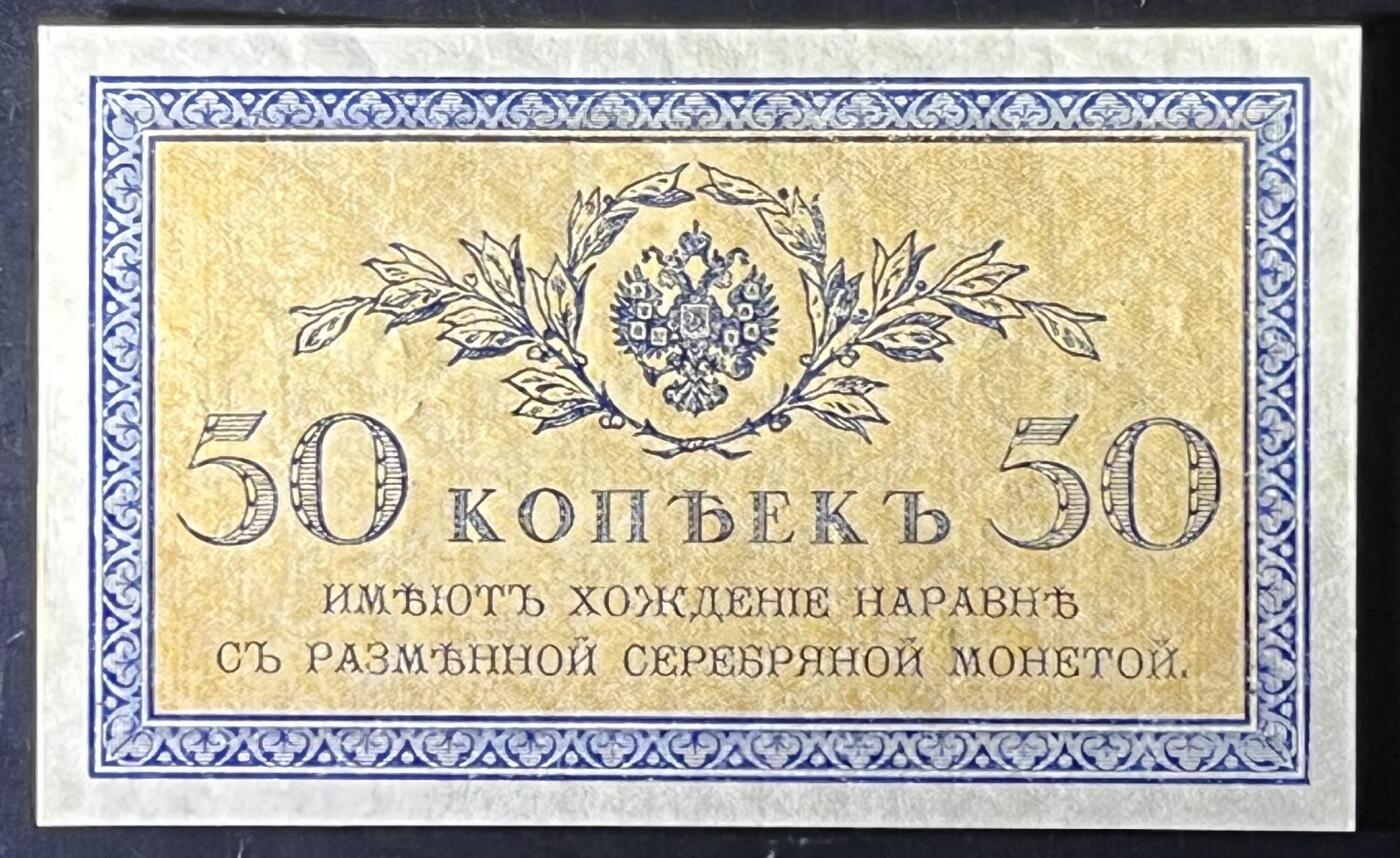 50 КОПѢЕКЪ 50
ИМѢЮТЪ ХОЖДЕНІЕ НАРАВНѢ
СЪ РАЗМѢННОЙ СЕРЕБРЯНОЙ МОНЕТОЙ.